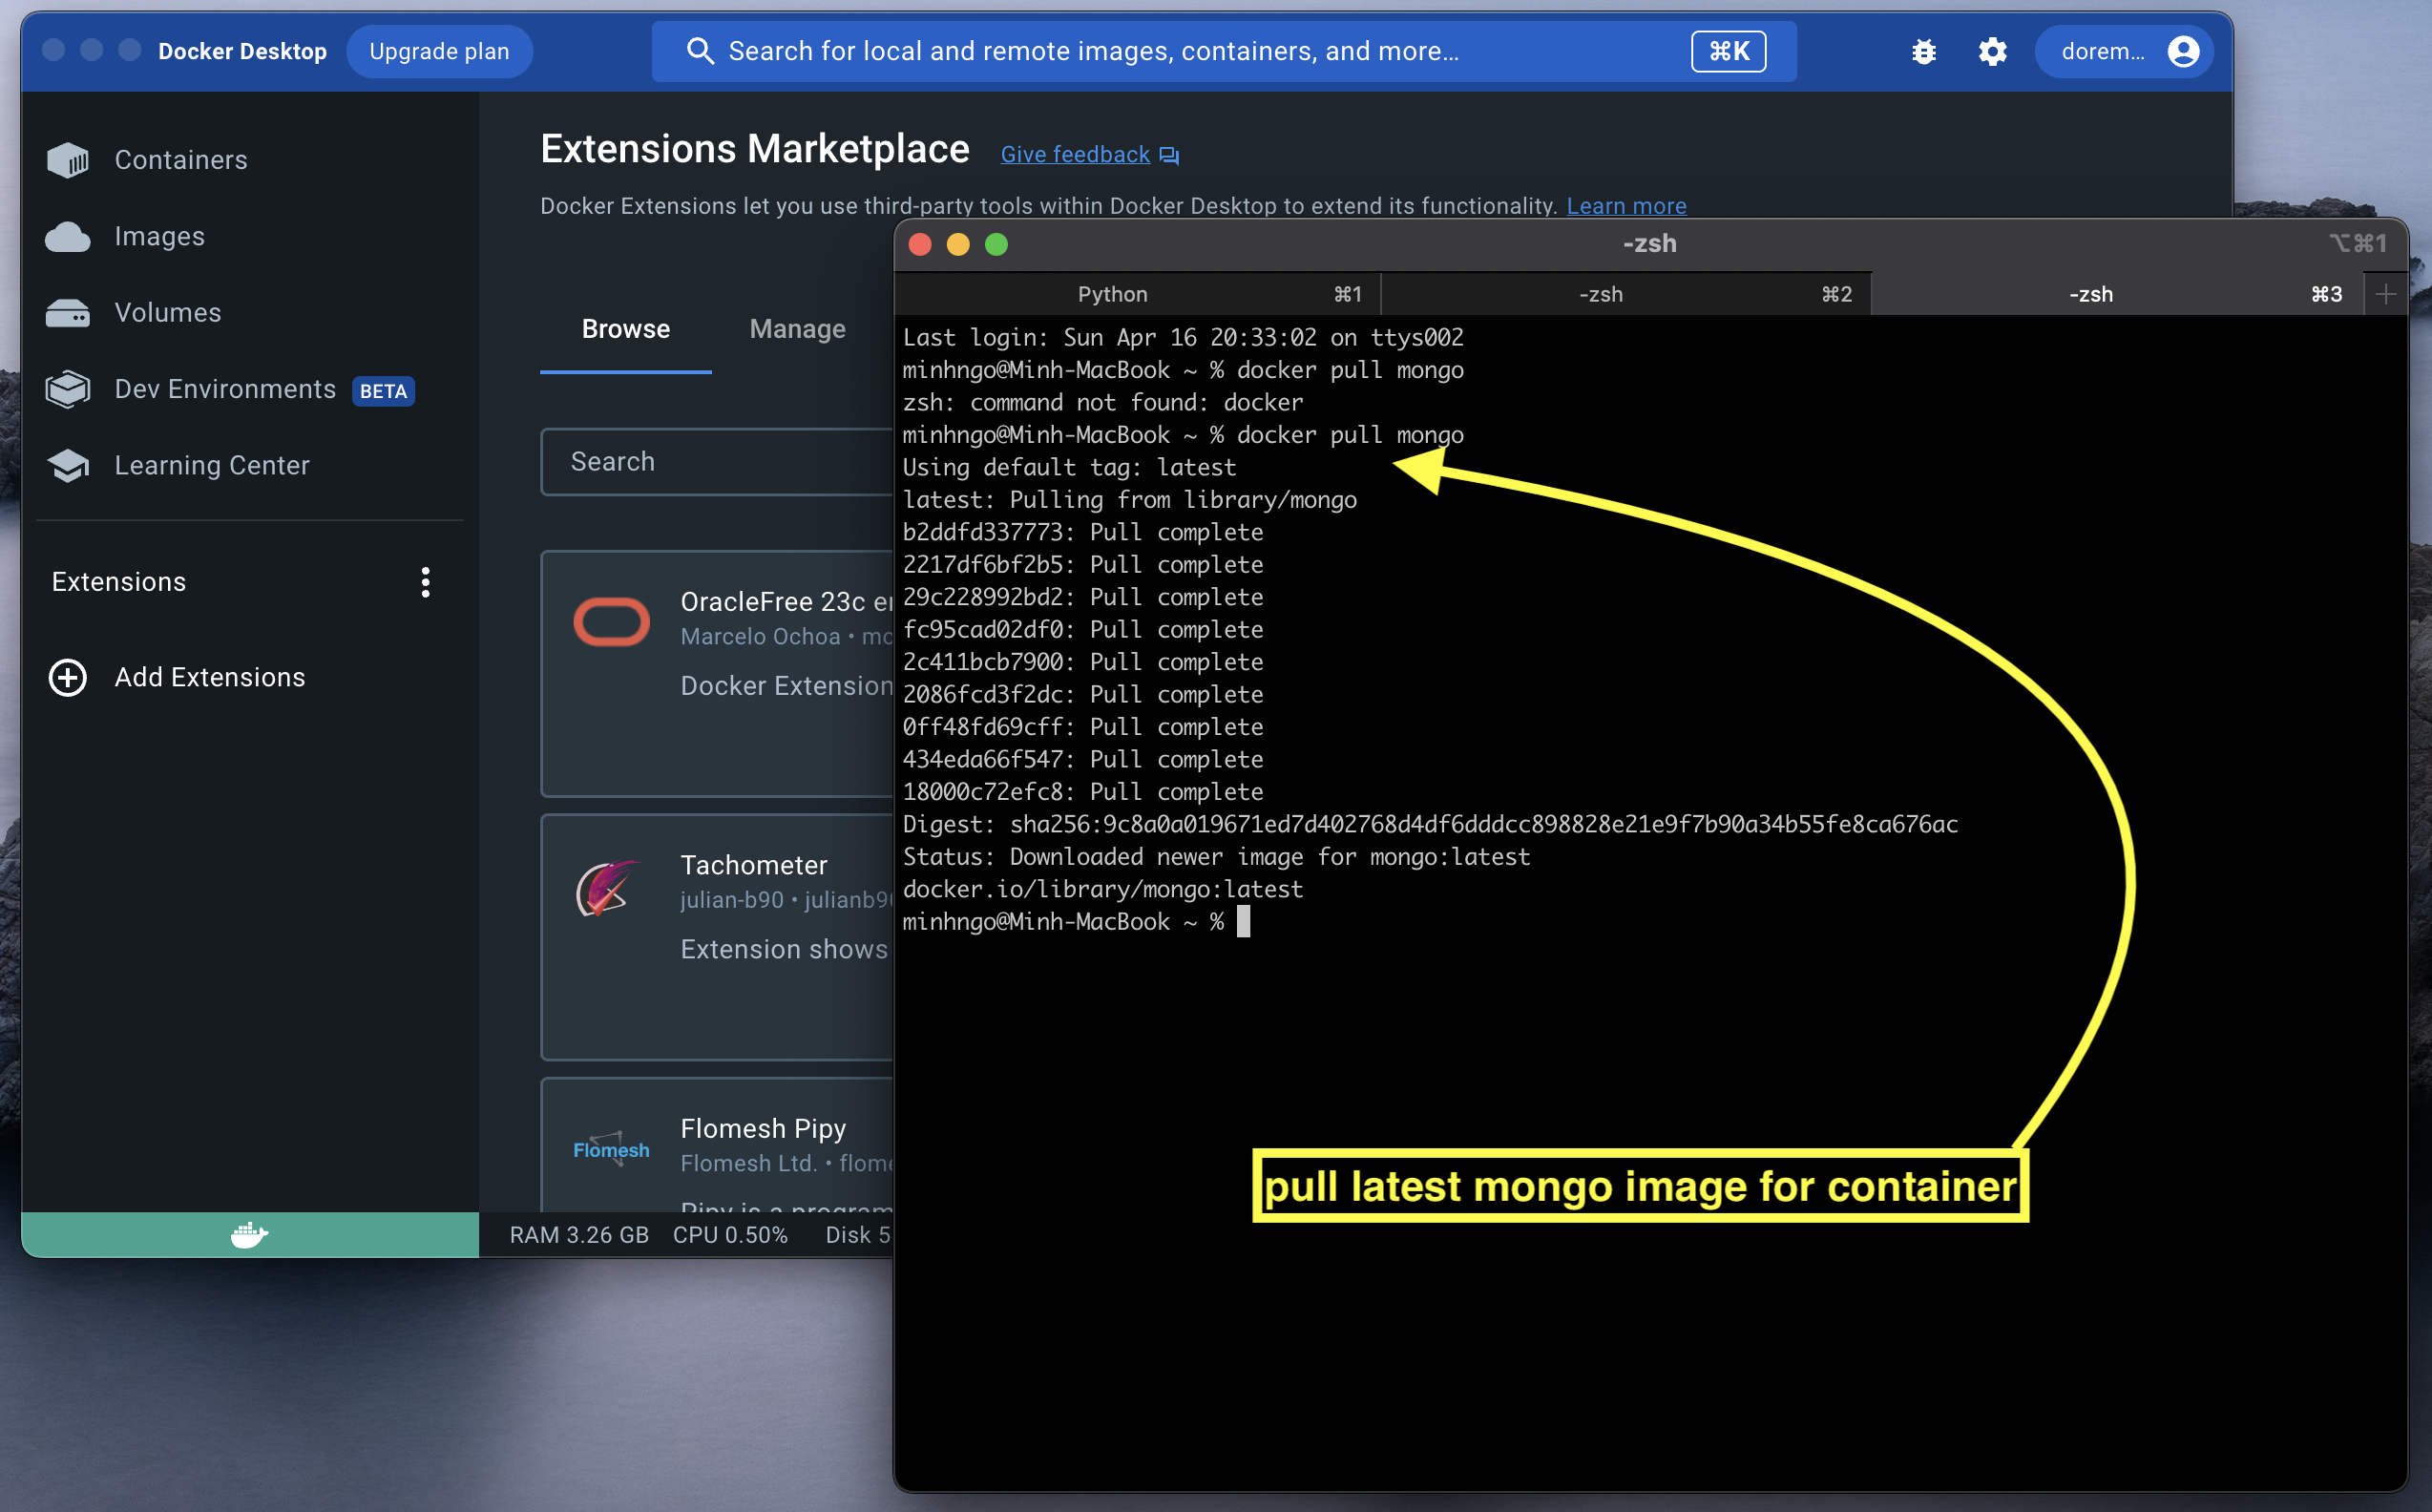 Docker Desktop
Upgrade plan
Search for local and remote images, containers, and more...
⌘K
dorem...
Containers
Images
Volumes
Dev Environments BETA
Learning Center
Extensions
Add Extensions
Extensions Marketplace
Give feedback
Docker Extensions let you use third-party tools within Docker Desktop to extend its functionality. Learn more
Browse
Manage
Search
OracleFree 23c
Marcelo Ochoa •
Docker Extension
Tachometer
julian-b90 •
Extension shows
Flomesh
Flomesh Pipy
Flomesh Ltd. •
Pipy is a
RAM 3.26 GB CPU 0.50% Disk 5
-zsh
⌥⌘1
Python ⌘1
-zsh ⌘2
-zsh ⌘3
Last login: Sun Apr 16 20:33:02 on ttys002
minhngo@Minh-MacBook ~ % docker pull mongo
zsh: command not found: docker
minhngo@Minh-MacBook ~ % docker pull mongo
Using default tag: latest
latest: Pulling from library/mongo
b2ddfd337773: Pull complete
2217df6bf2b5: Pull complete
29c228992bd2: Pull complete
fc95cad02df0: Pull complete
2c411bcb7900: Pull complete
2086fcd3f2dc: Pull complete
0ff48fd69cff: Pull complete
434eda66f547: Pull complete
18000c72efc8: Pull complete
Digest: sha256:9c8a0a019671ed7d402768d4df6dddcc898828e21e9f7b90a34b55fe8ca676ac
Status: Downloaded newer image for mongo:latest
docker.io/library/mongo:latest
minhngo@Minh-MacBook ~ %
pull latest mongo image for container